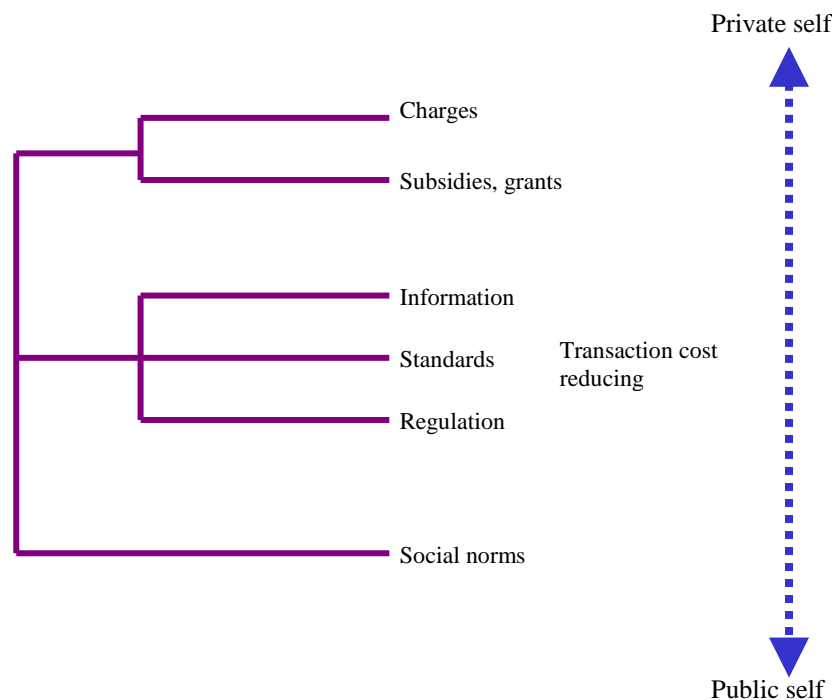 Private self
Charges
Subsidies, grants
Information
Standards
Transaction cost
reducing
Regulation
Social norms
Public self